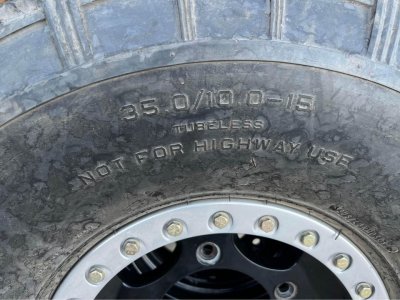 35.0/10.0-15
TUBELESS
NOT FOR HIGHWAY USE